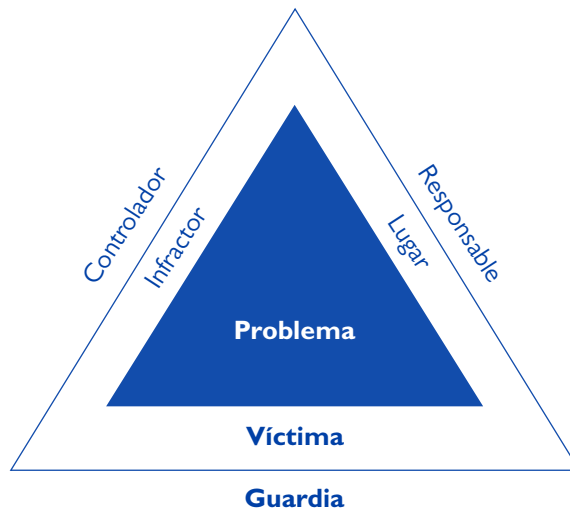 Controlador
Infractor
Lugar
Responsable
Problema
Víctima
Guardia